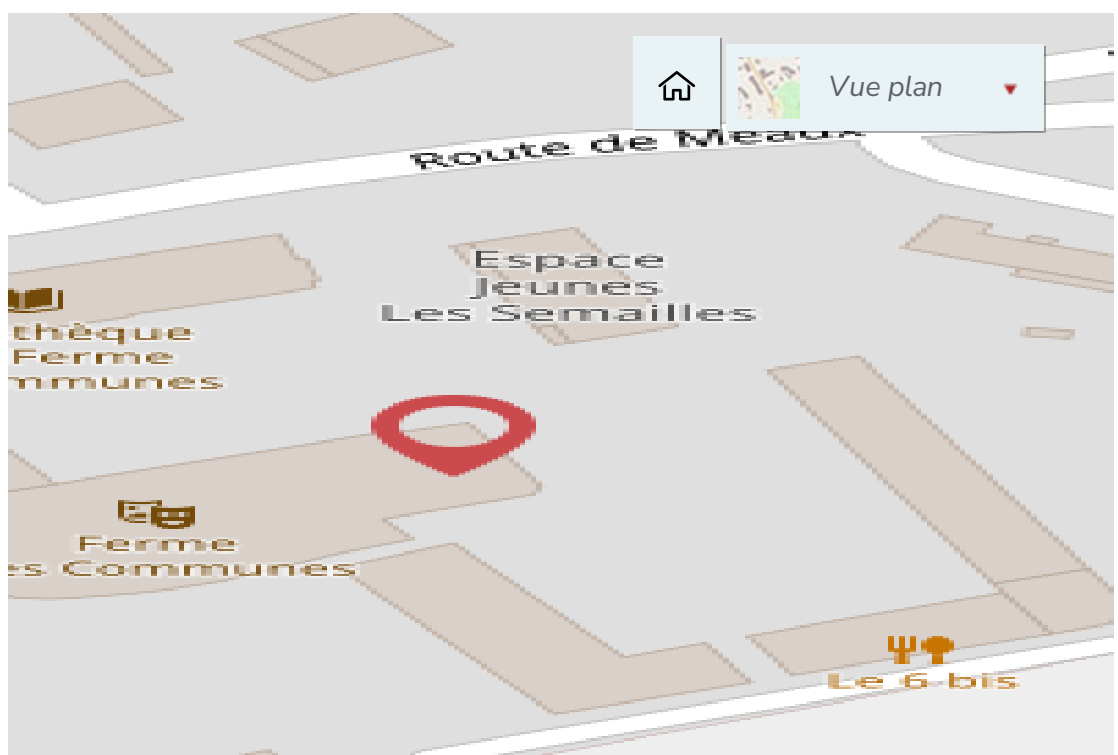 Vue plan
Route de Meaux
Espace
Jeunes
Les Semailles
thèque
Ferme
mmunes
Ferme
es Communes
Le 6 bis